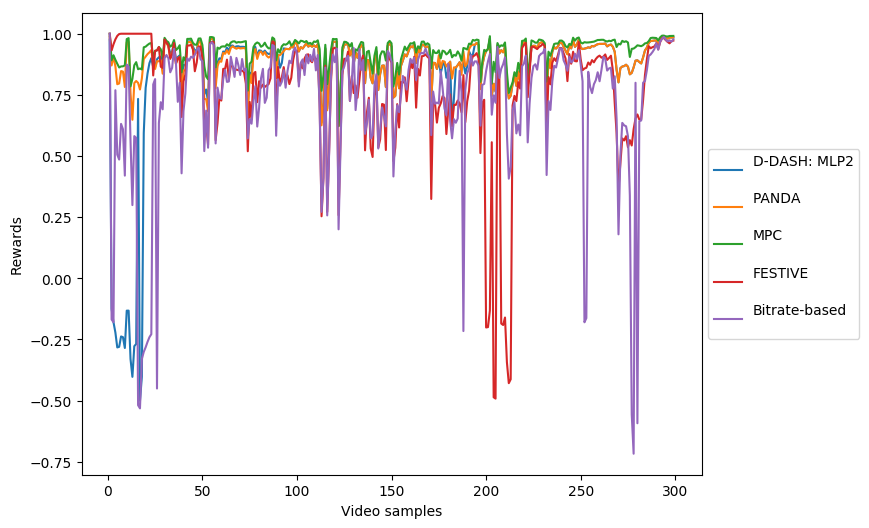 1.00
0.75
0.50
0.25
0.00
−0.25
−0.50
−0.75
Rewards
0 50 100 150 200 250 300
Video samples
D-DASH: MLP2
PANDA
MPC
FESTIVE
Bitrate-based